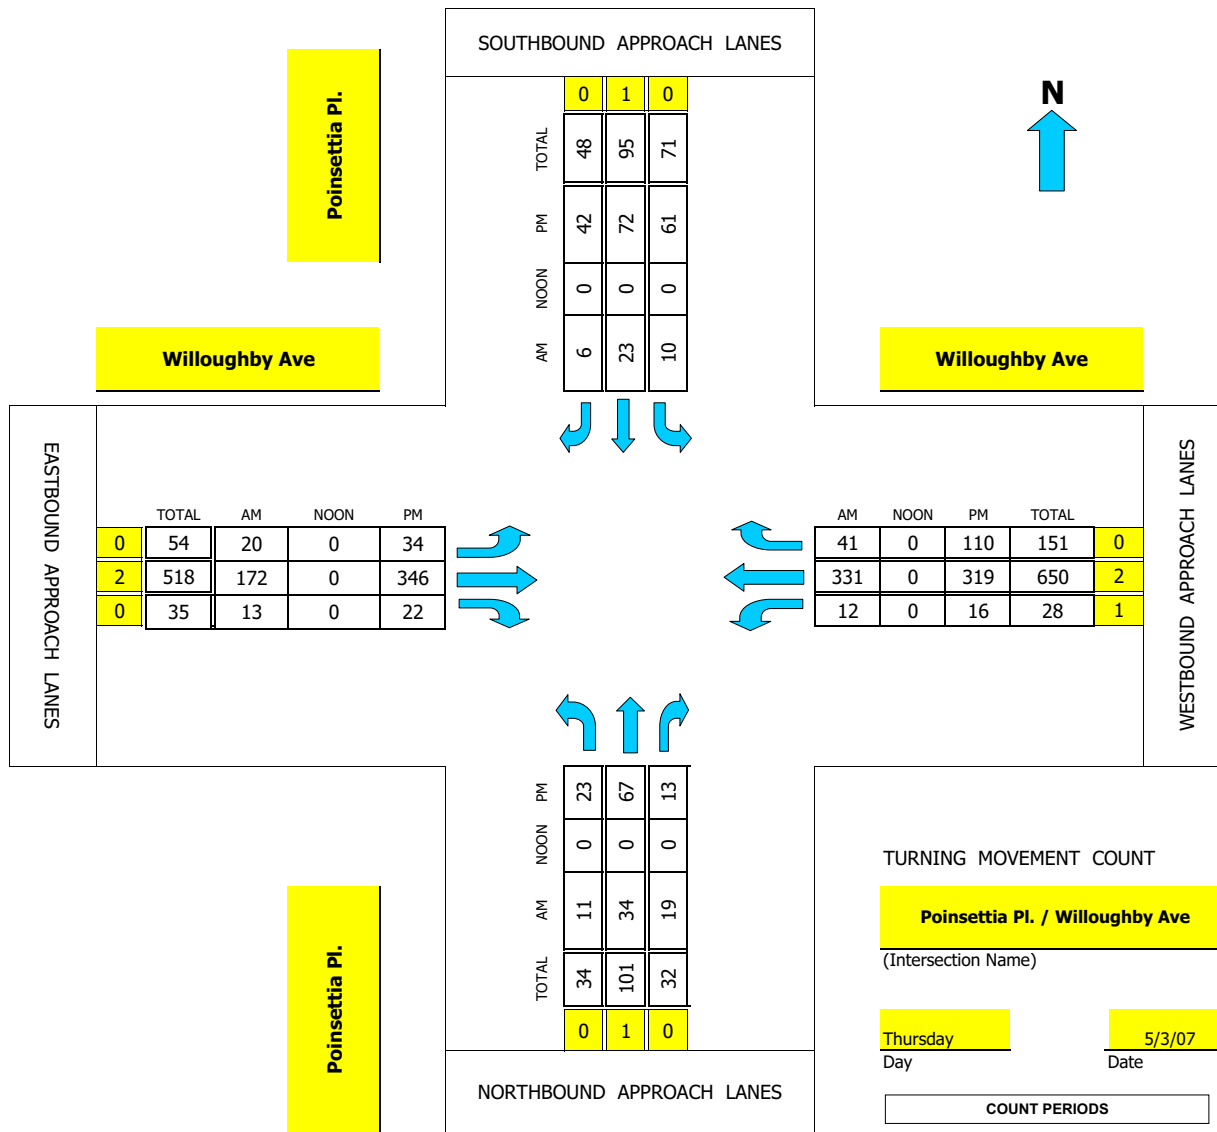 SOUTHBOUND APPROACH LANES
0 1 0
TOTAL 48 95 71
PM 42 72 61
NOON 0 0 0
AM 6 23 10
Poinsettia Pl.
N
Willoughby Ave
Willoughby Ave
EASTBOUND APPROACH LANES
TOTAL AM NOON PM
0 54 20 0 34
2 518 172 0 346
0 35 13 0 22
AM NOON PM TOTAL
41 0 110 151 0
331 0 319 650 2
12 0 16 28 1
WESTBOUND APPROACH LANES
PM 23 67 13
NOON 0 0 0
AM 11 34 19
TOTAL 34 101 32
0 1 0
NORTHBOUND APPROACH LANES
Poinsettia Pl.
TURNING MOVEMENT COUNT
Poinsettia Pl. / Willoughby Ave
(Intersection Name)
Thursday 5/3/07
Day Date
COUNT PERIODS